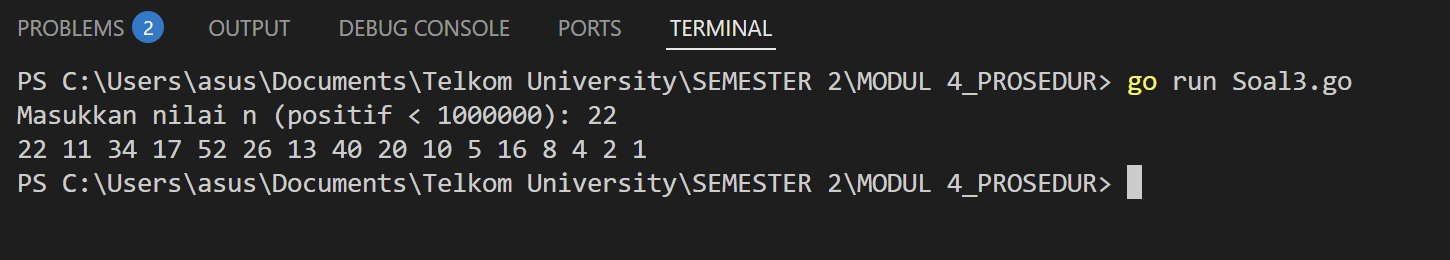 PROBLEMS 2 OUTPUT DEBUG CONSOLE PORTS TERMINAL
PS C:\Users\asus\Documents\Telkom University\SEMESTER 2\MODUL 4_PROSEDUR> go run Soal3.go
Masukkan nilai n (positif < 1000000): 22
22 11 34 17 52 26 13 40 20 10 5 16 8 4 2 1
PS C:\Users\asus\Documents\Telkom University\SEMESTER 2\MODUL 4_PROSEDUR>